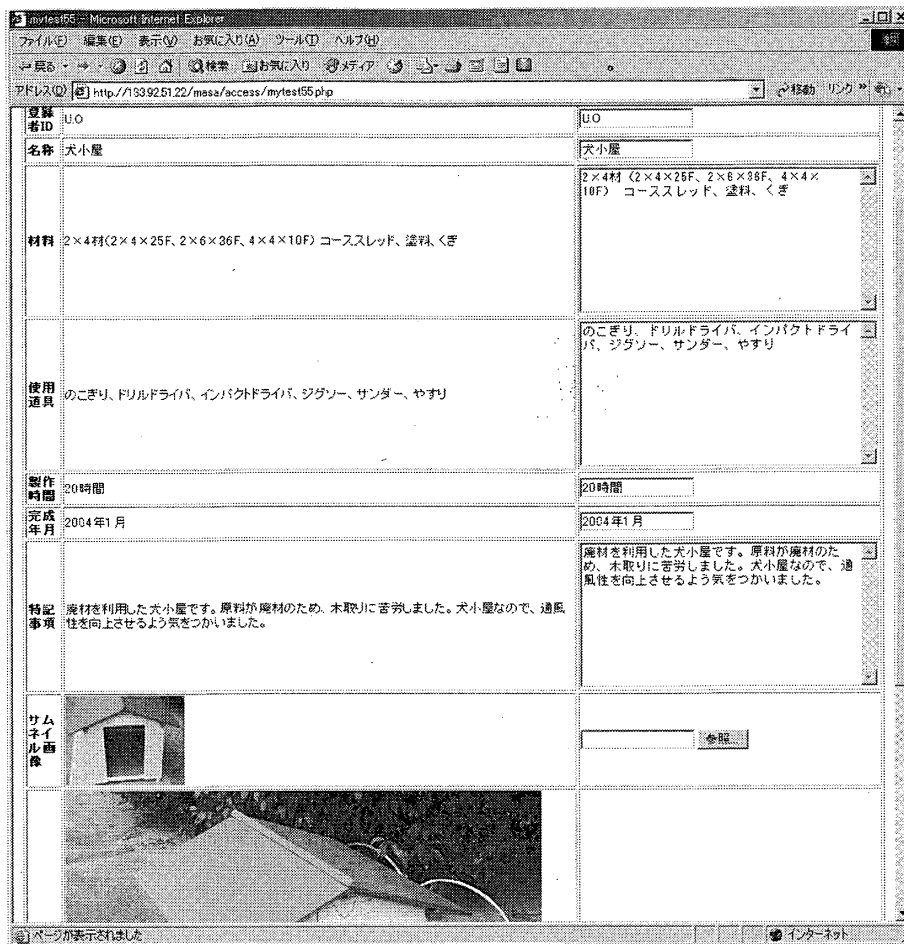 mytest55 - Microsoft Internet Explorer
ファイル(F) 編集(E) 表示(V) お気に入り(A) ツール(T) ヘルプ(H)
戻る 検索 お気に入り メディア
アドレス(D) http://133.92.51.22/masa/access/mytest55.php 移動 リンク »
登録
者ID U.O U.O
名称 犬小屋 犬小屋
材料 2×4材(2×4×25F、2×6×36F、4×4×10F) コーススレッド、塗料、くぎ
2×4材 (2×4×25F、2×6×36F、4×4×
10F) コーススレッド、塗料、くぎ
使用
道具 のこぎり、ドリルドライバ、インパクトドライバ、ジグソー、サンダー、やすり
のこぎり、ドリルドライバ、インパクトドライ
バ、ジグソー、サンダー、やすり
製作
時間 20時間 20時間
完成
年月 2004年1月 2004年1月
特記
事項 廃材を利用した犬小屋です。原料が廃材のため、木取りに苦労しました。犬小屋なので、通風
性を向上させるよう気をつかいました。
廃材を利用した犬小屋です。原料が廃材のた
め、木取りに苦労しました。犬小屋なので、通
風性を向上させるよう気をつかいました。
サム
ネイ
ル画
像 参照...
ページが表示されました インターネット